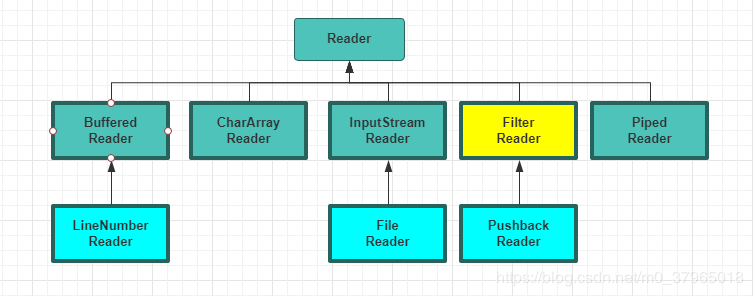 Reader
Buffered
Reader
CharArray
Reader
InputStream
Reader
Filter
Reader
Piped
Reader
LineNumber
Reader
File
Reader
Pushback
Reader
https://blog.csdn.net/m0_37965018